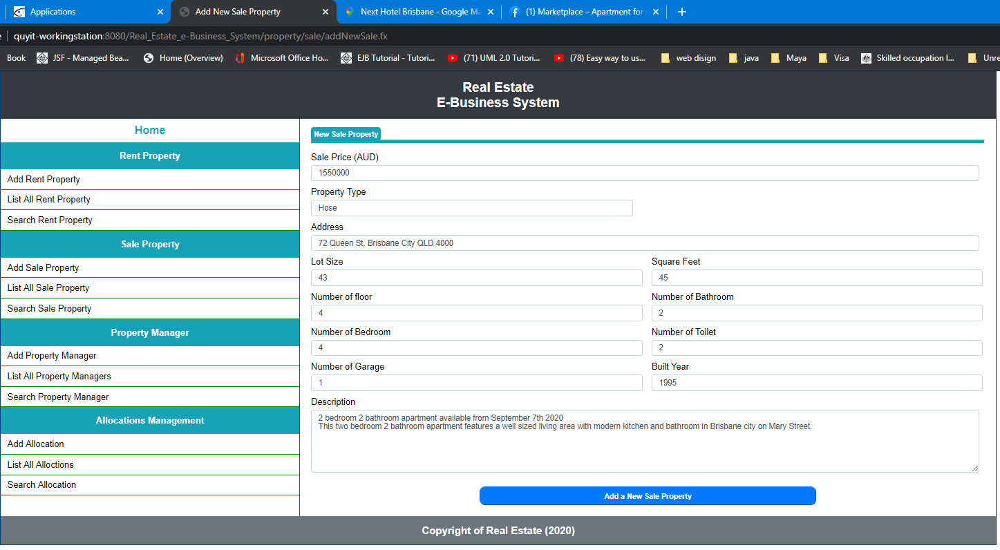 Applications
Add New Sale Property
Next Hotel Brisbane - Google Ma
(1) Marketplace – Apartment for
quyit-workingstation:8080/Real_Estate_e-Business_System/property/sale/addNewSale.fx
Book
JSF - Managed Bea...
Home (Overview)
Microsoft Office Ho...
EJB Tutorial - Tutori...
(71) UML 2.0 Tutori...
(78) Easy way to us...
web disign
java
Maya
Visa
Skilled occupation l...
Unre
Real Estate
E-Business System
Home
Rent Property
Add Rent Property
List All Rent Property
Search Rent Property
Sale Property
Add Sale Property
List All Sale Property
Search Sale Property
Property Manager
Add Property Manager
List All Property Managers
Search Property Manager
Allocations Management
Add Allocation
List All Alloctions
Search Allocation
New Sale Property
Sale Price (AUD)
1550000
Property Type
Hose
Address
72 Queen St, Brisbane City QLD 4000
Lot Size
43
Square Feet
45
Number of floor
4
Number of Bathroom
2
Number of Bedroom
4
Number of Toilet
2
Number of Garage
1
Built Year
1995
Description
2 bedroom 2 bathroom apartment available from September 7th 2020
This two bedroom 2 bathroom apartment features a well sized living area with modern kitchen and bathroom in Brisbane city on Mary Street.
Add a New Sale Property
Copyright of Real Estate (2020)